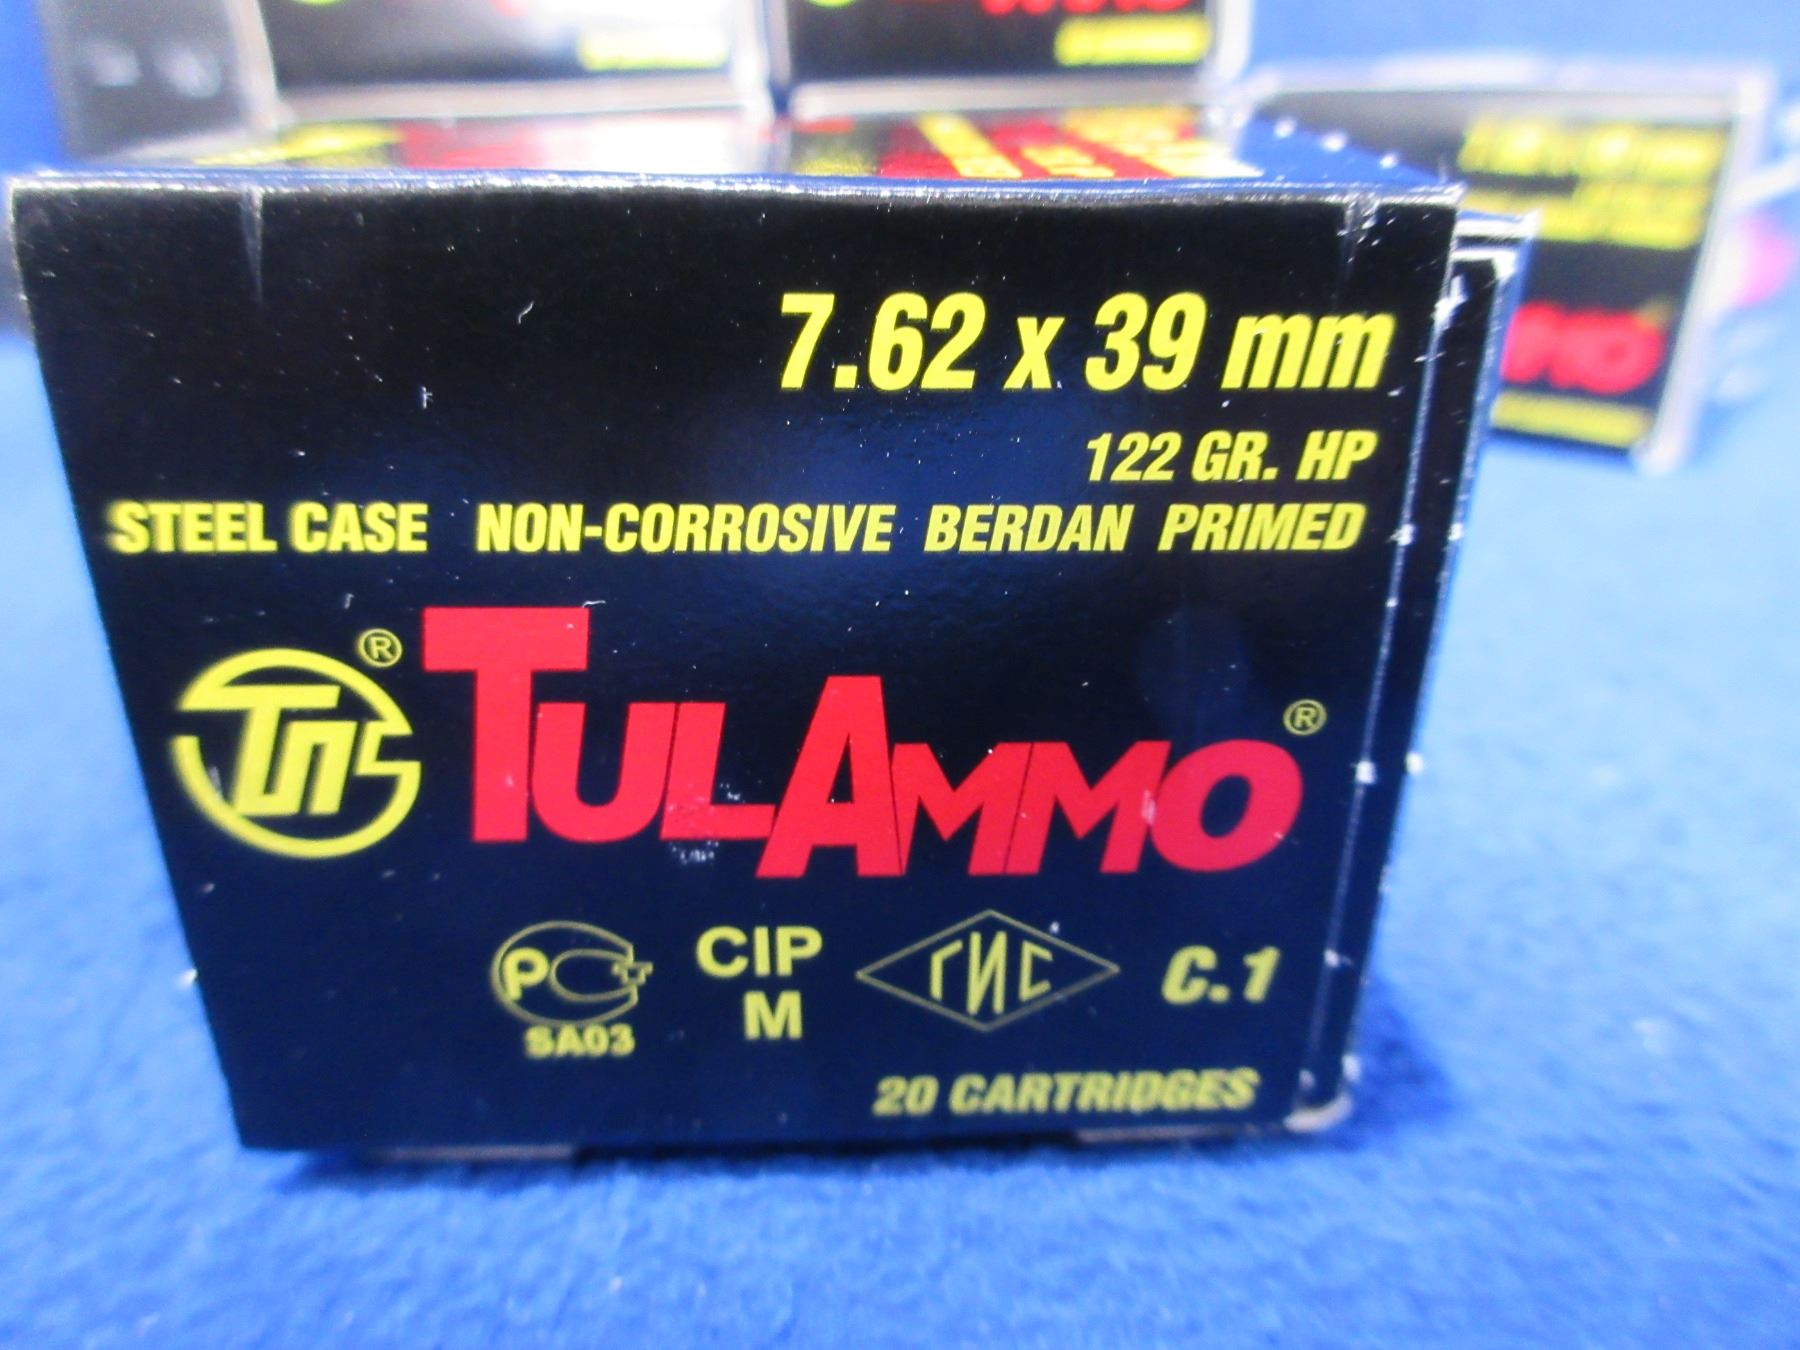 7.62 x 39 mm
122 GR. HP
STEEL CASE NON-CORROSIVE BERDAN PRIMED
®
TULAMMO ®
РСТ
SA03
CIP
M
ГИС
C.1
20 CARTRIDGES